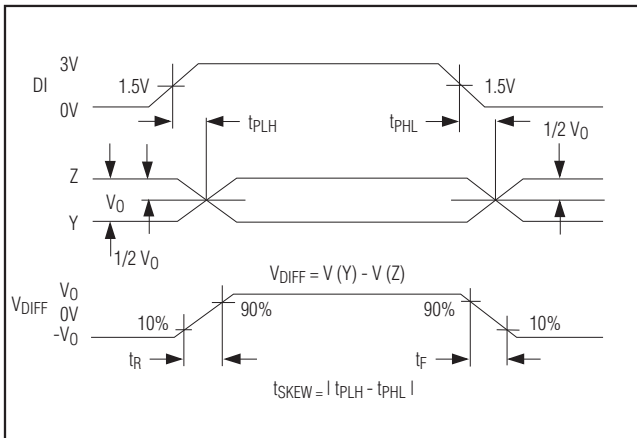 3V
DI
1.5V
1.5V
0V
tPLH
tPHL
1/2 VO
Z
VO
Y
1/2 VO
VDIFF = V (Y) - V (Z)
VO
VDIFF
0V
-VO
10%
90%
90%
10%
tR
tF
tSKEW = | tPLH - tPHL |